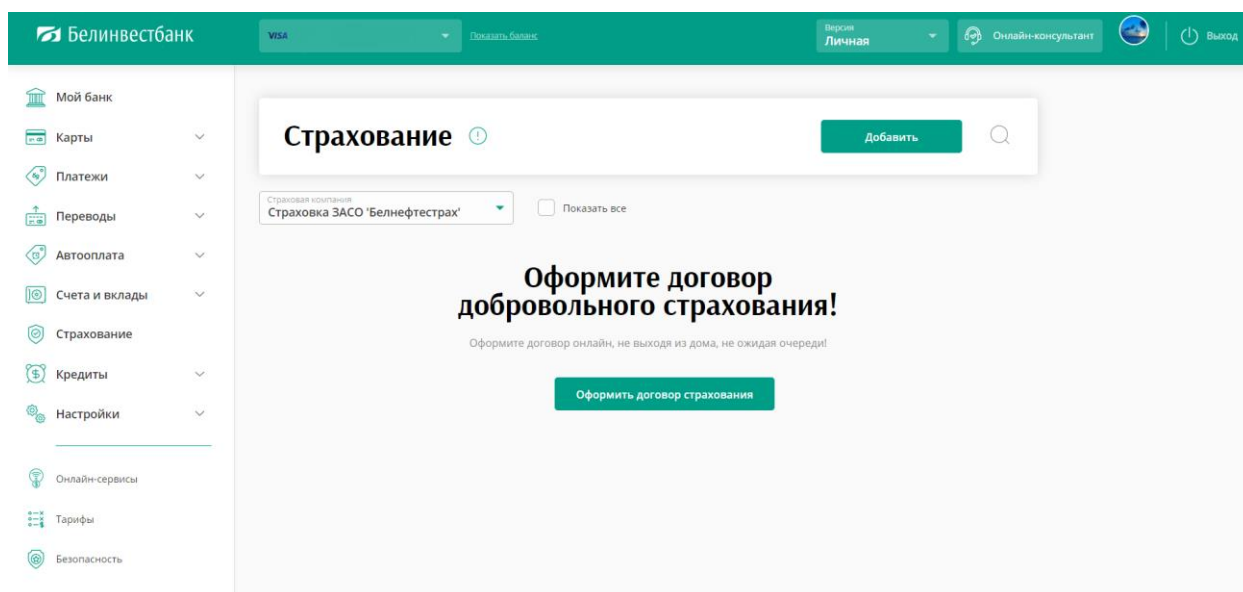 Белинвестбанк
VISA
Показать баланс
Версия
Личная
Онлайн-консультант
Выход
Мой банк
Карты
Платежи
Переводы
Автооплата
Счета и вклады
Страхование
Кредиты
Настройки
Онлайн-сервисы
Тарифы
Безопасность
Страхование
Добавить
Страховая компания
Страховка ЗАСО 'Белнефтестрах'
Показать все
Оформите договор
добровольного страхования!
Оформите договор онлайн, не выходя из дома, не ожидая очереди!
Оформить договор страхования